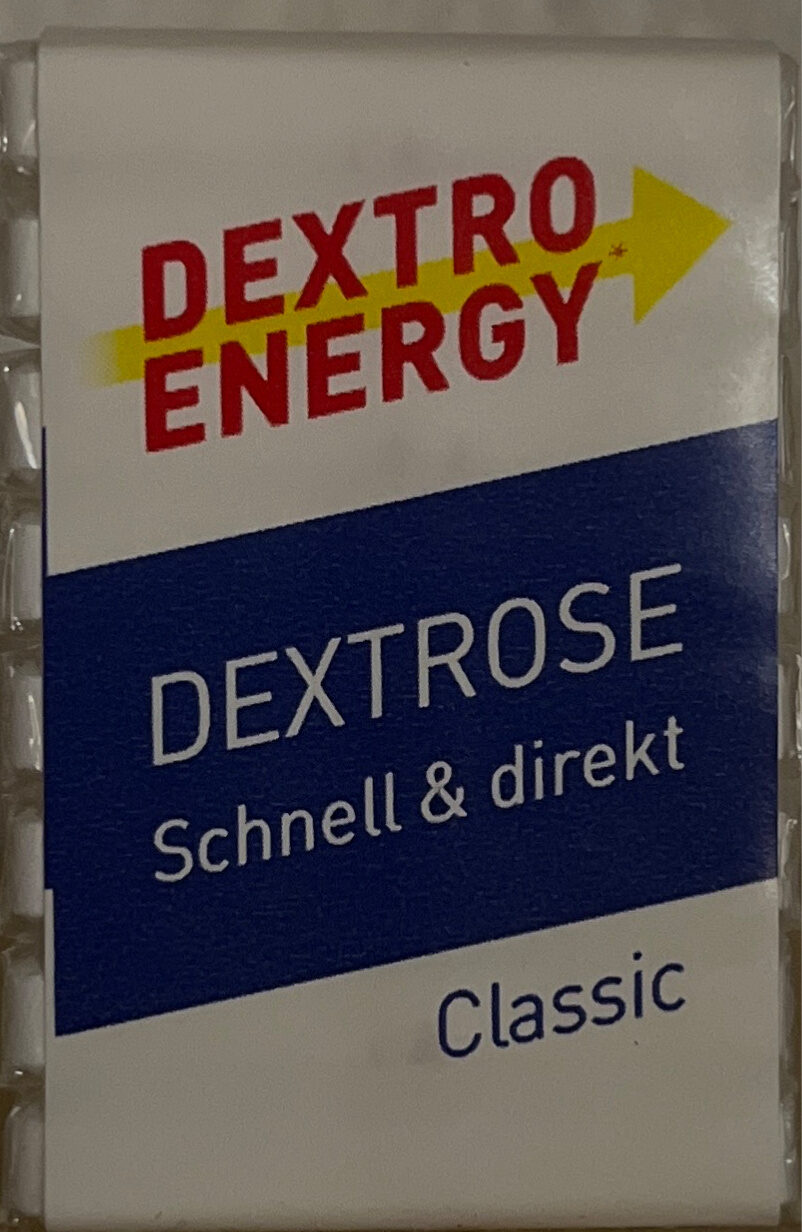 DEXTRO
ENERGY*
DEXTROSE
Schnell & direkt
Classic